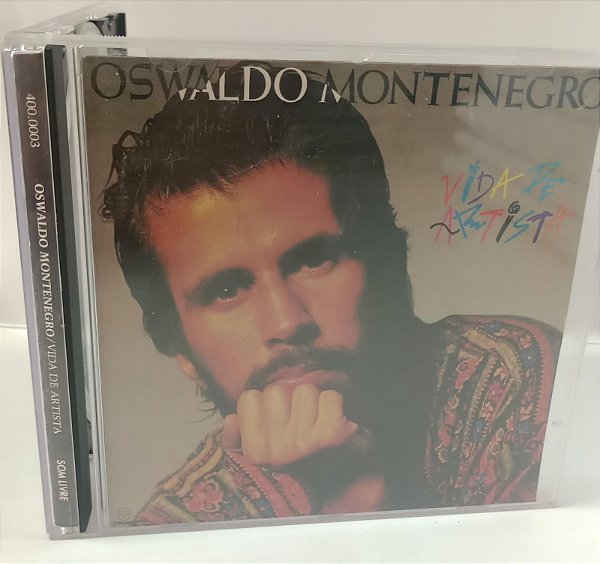 OSWALDO MONTENEGRO
VIDA DE
ARTISTA
400.0003
OSWALDO MONTENEGRO/VIDA DE ARTISTA
SOM LIVRE